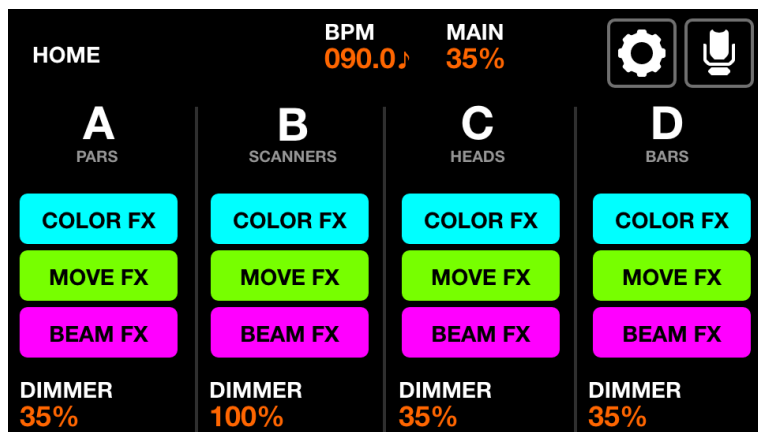 HOME
BPM
090.0♪
MAIN
35%
A
PARS
B
SCANNERS
C
HEADS
D
BARS
COLOR FX
COLOR FX
COLOR FX
COLOR FX
MOVE FX
MOVE FX
MOVE FX
MOVE FX
BEAM FX
BEAM FX
BEAM FX
BEAM FX
DIMMER
35%
DIMMER
100%
DIMMER
35%
DIMMER
35%